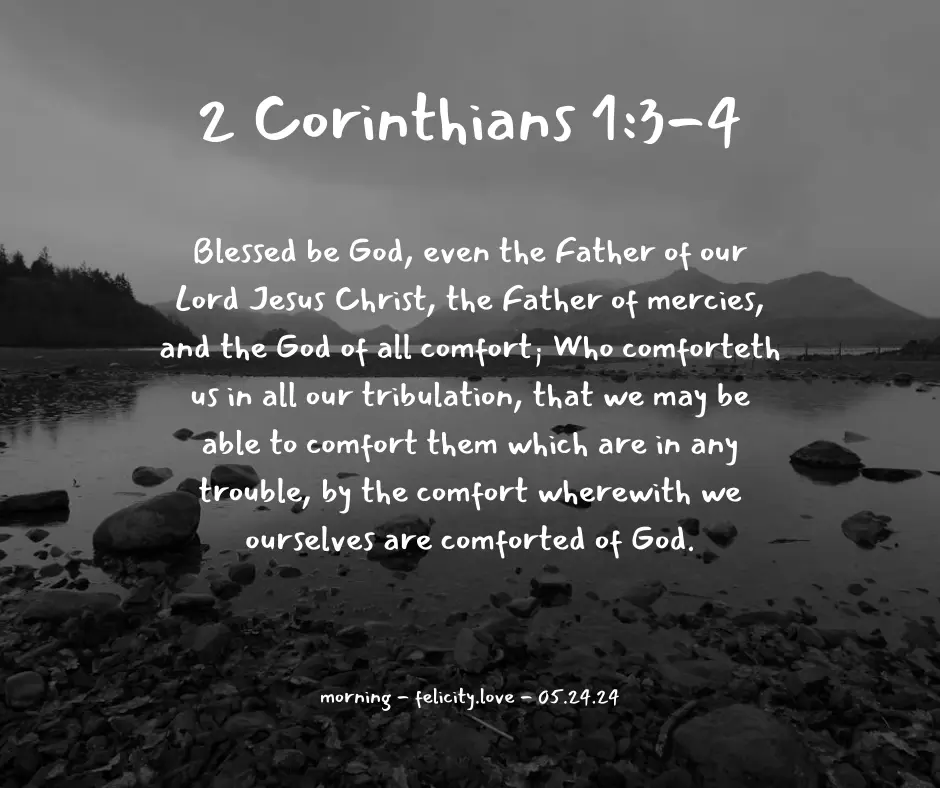 2 Corinthians 1:3-4
Blessed be God, even the Father of our
Lord Jesus Christ, the Father of mercies,
and the God of all comfort; Who comforteth
us in all our tribulation, that we may be
able to comfort them which are in any
trouble, by the comfort wherewith we
ourselves are comforted of God.
morning - felicity.love - 05.24.24